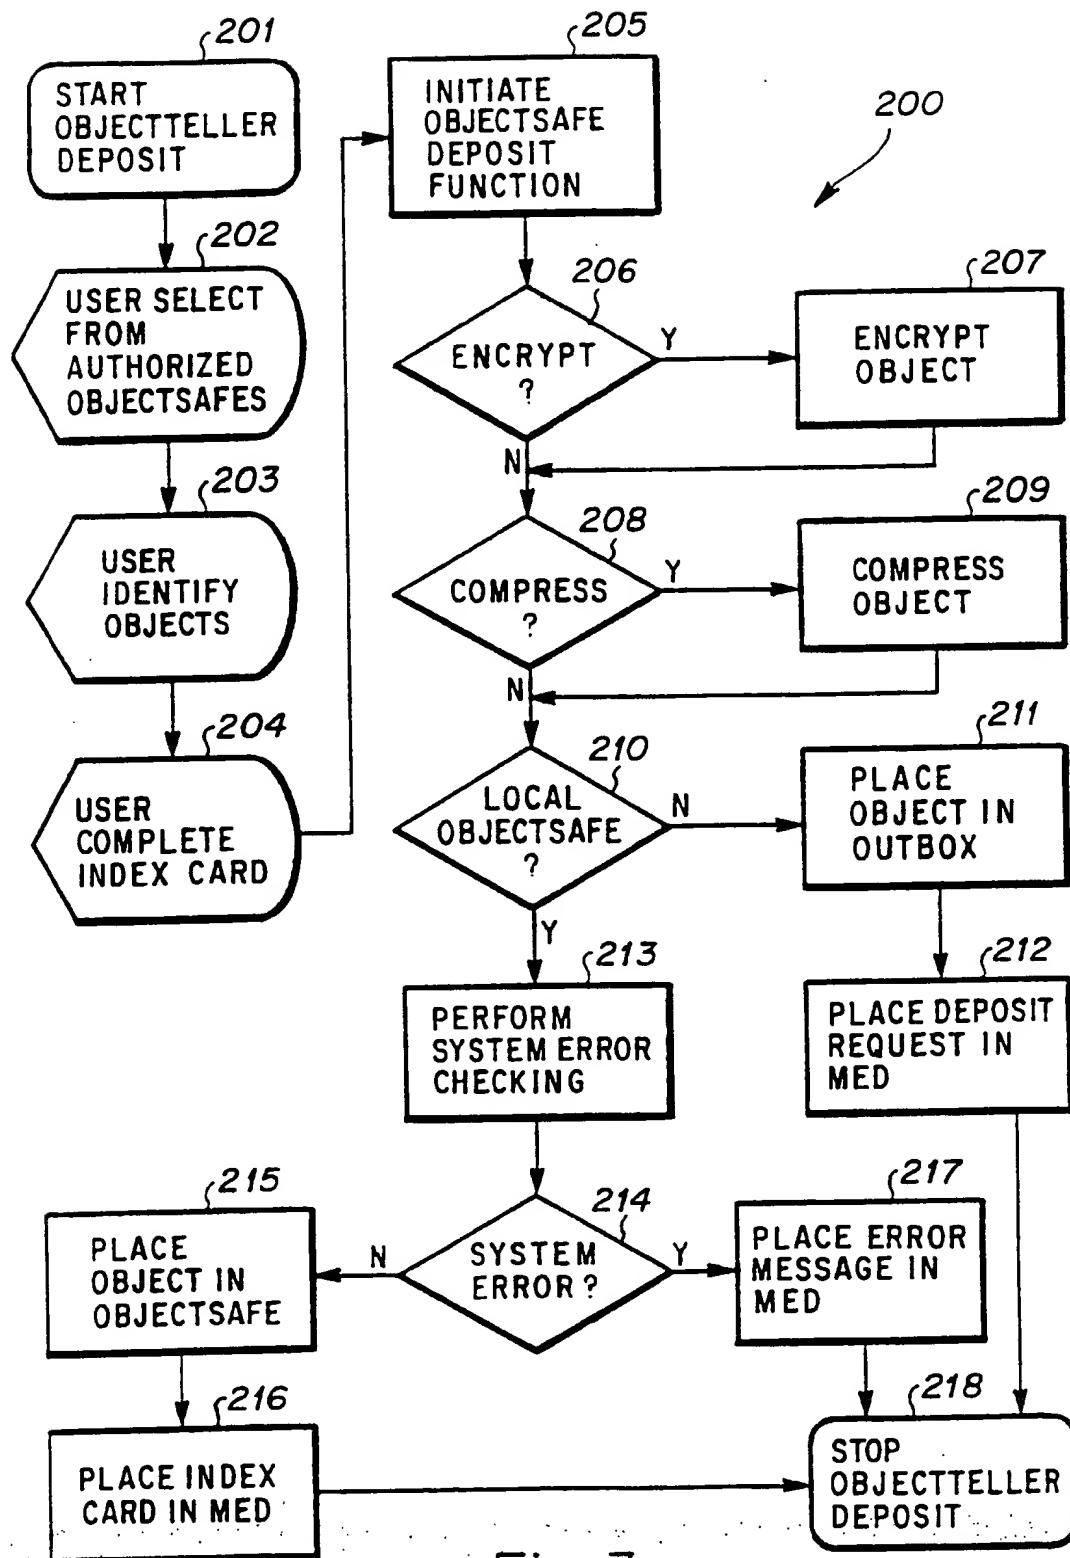 201
START
OBJECTTELLER
DEPOSIT
202
USER SELECT
FROM
AUTHORIZED
OBJECTSAFES
203
USER
IDENTIFY
OBJECTS
204
USER
COMPLETE
INDEX CARD
205
INITIATE
OBJECTSAFE
DEPOSIT
FUNCTION
200
206
ENCRYPT
?
Y
N
207
ENCRYPT
OBJECT
208
COMPRESS
?
Y
N
209
COMPRESS
OBJECT
210
LOCAL
OBJECTSAFE
?
N
Y
211
PLACE
OBJECT IN
OUTBOX
212
PLACE DEPOSIT
REQUEST IN
MED
213
PERFORM
SYSTEM ERROR
CHECKING
214
SYSTEM
ERROR?
N
Y
215
PLACE
OBJECT IN
OBJECTSAFE
216
PLACE INDEX
CARD IN MED
217
PLACE ERROR
MESSAGE IN
MED
218
STOP
OBJECTTELLER
DEPOSIT